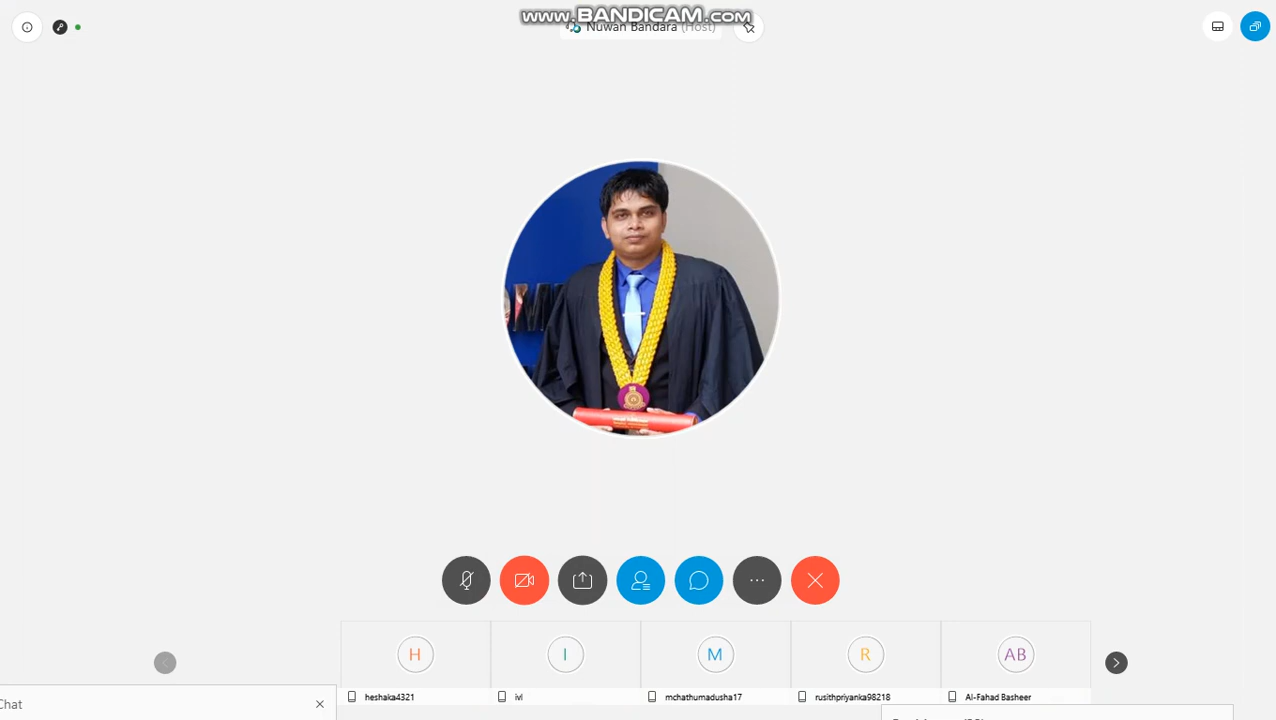 www.BANDICAM.com
Nuwan Bandara (Host)
H
I
M
R
AB
heshaka4321
ivl
mchathumadusha17
rusithpriyanka98218
Al-Fahad Basheer
Chat